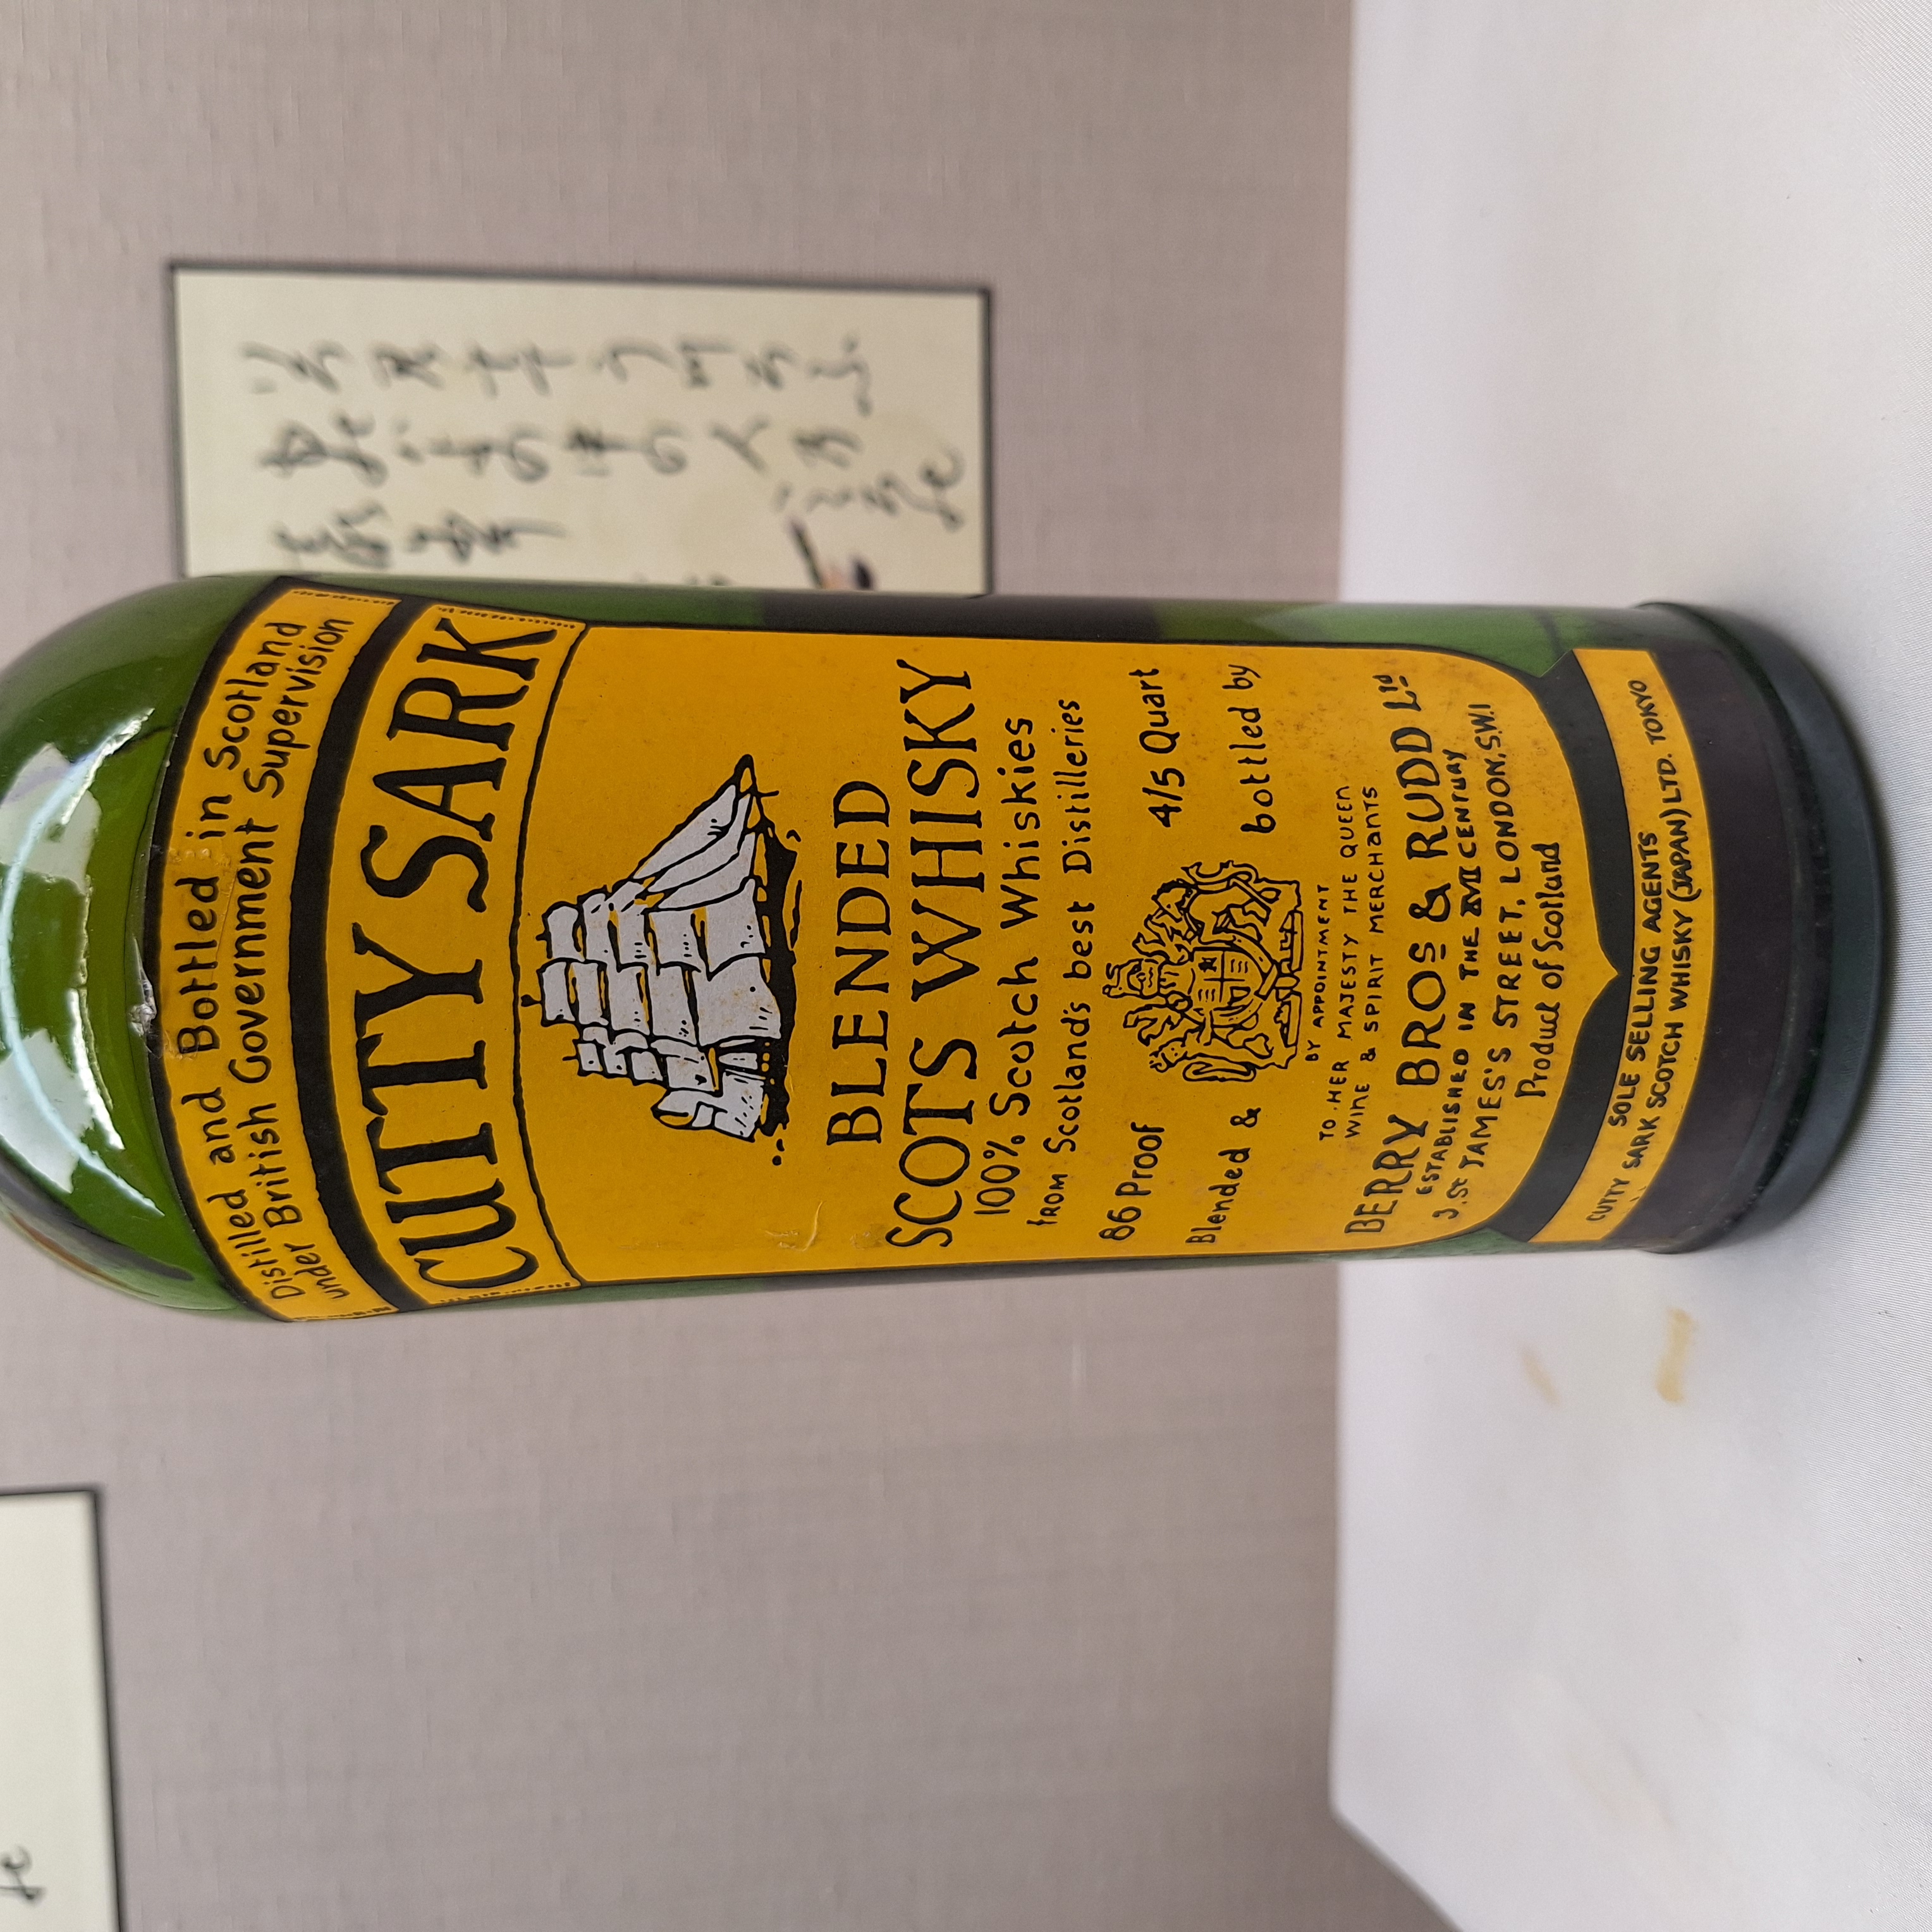 Distilled and Bottled in Scotland
under British Government Supervision
CUTTY SARK
BLENDED
SCOTS WHISKY
100% Scotch Whiskies
from Scotland's best Distilleries
86 Proof 4/5 Quart
Blended & bottled by
BY APPOINTMENT
TO HER MAJESTY THE QUEEN
WINE & SPIRIT MERCHANTS
BERRY BROS & RUDD Ltd
ESTABLISHED IN THE XVII CENTURY
3, St JAMES'S STREET, LONDON, S.W.1
Product of Scotland
SOLE SELLING AGENTS
CUTTY SARK SCOTCH WHISKY (JAPAN) LTD. TOKYO